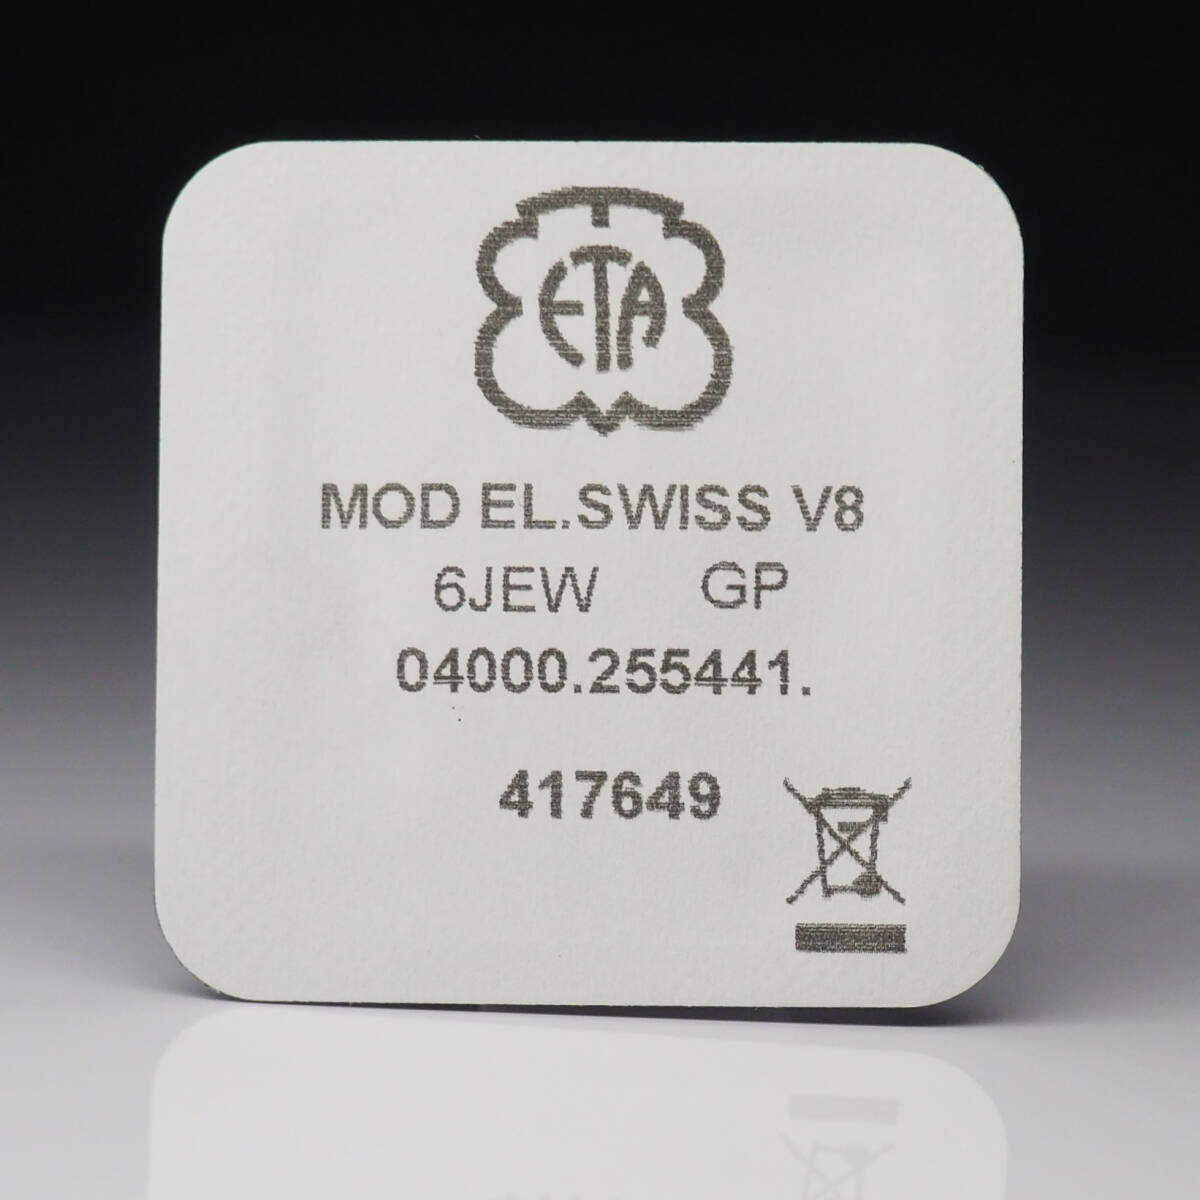 ETA
MOD EL.SWISS V8
6JEW GP
04000.255441.
417649